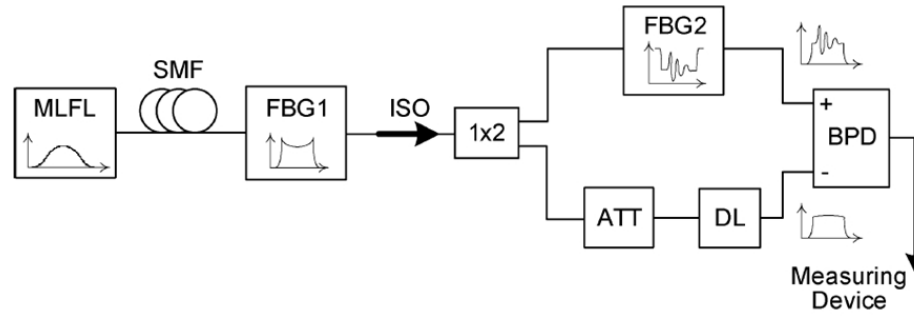 FBG2
SMF
MLFL
FBG1
ISO
1x2
+
BPD
-
ATT
DL
Measuring
Device